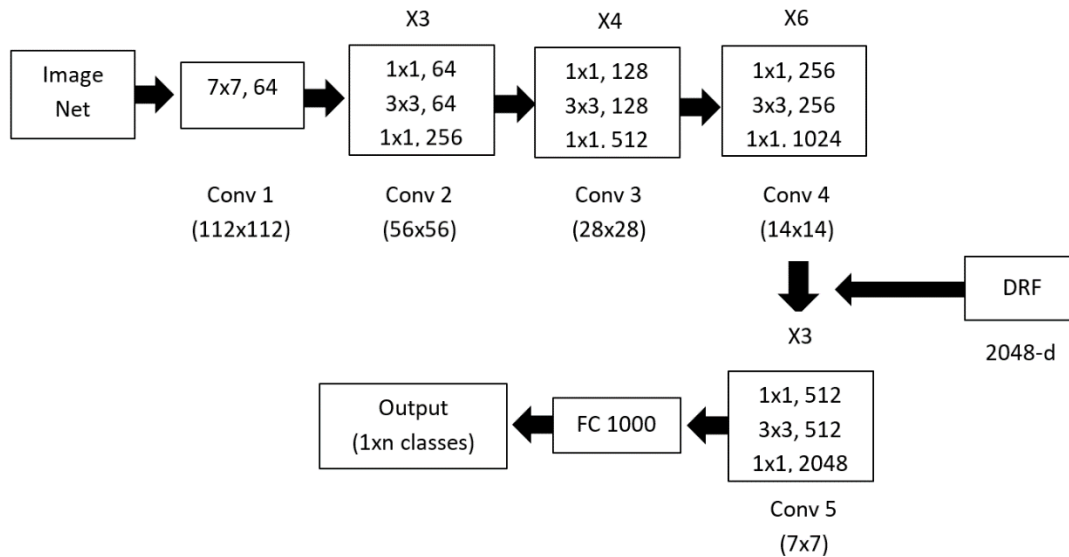 X3
X4
X6
Image
Net
7x7, 64
1x1, 64
3x3, 64
1x1, 256
1x1, 128
3x3, 128
1x1, 512
1x1, 256
3x3, 256
1x1, 1024
Conv 1
(112x112)
Conv 2
(56x56)
Conv 3
(28x28)
Conv 4
(14x14)
DRF
2048-d
X3
1x1, 512
3x3, 512
1x1, 2048
Conv 5
(7x7)
FC 1000
Output
(1xn classes)